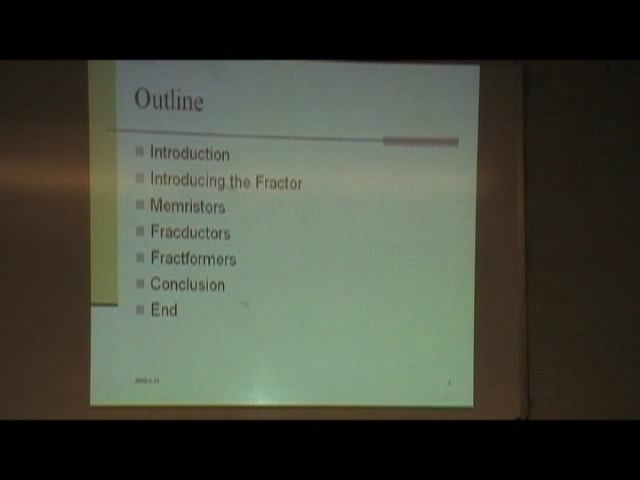 Outline
Introduction
Introducing the Fractor
Memristors
Fracductors
Fractformers
Conclusion
End